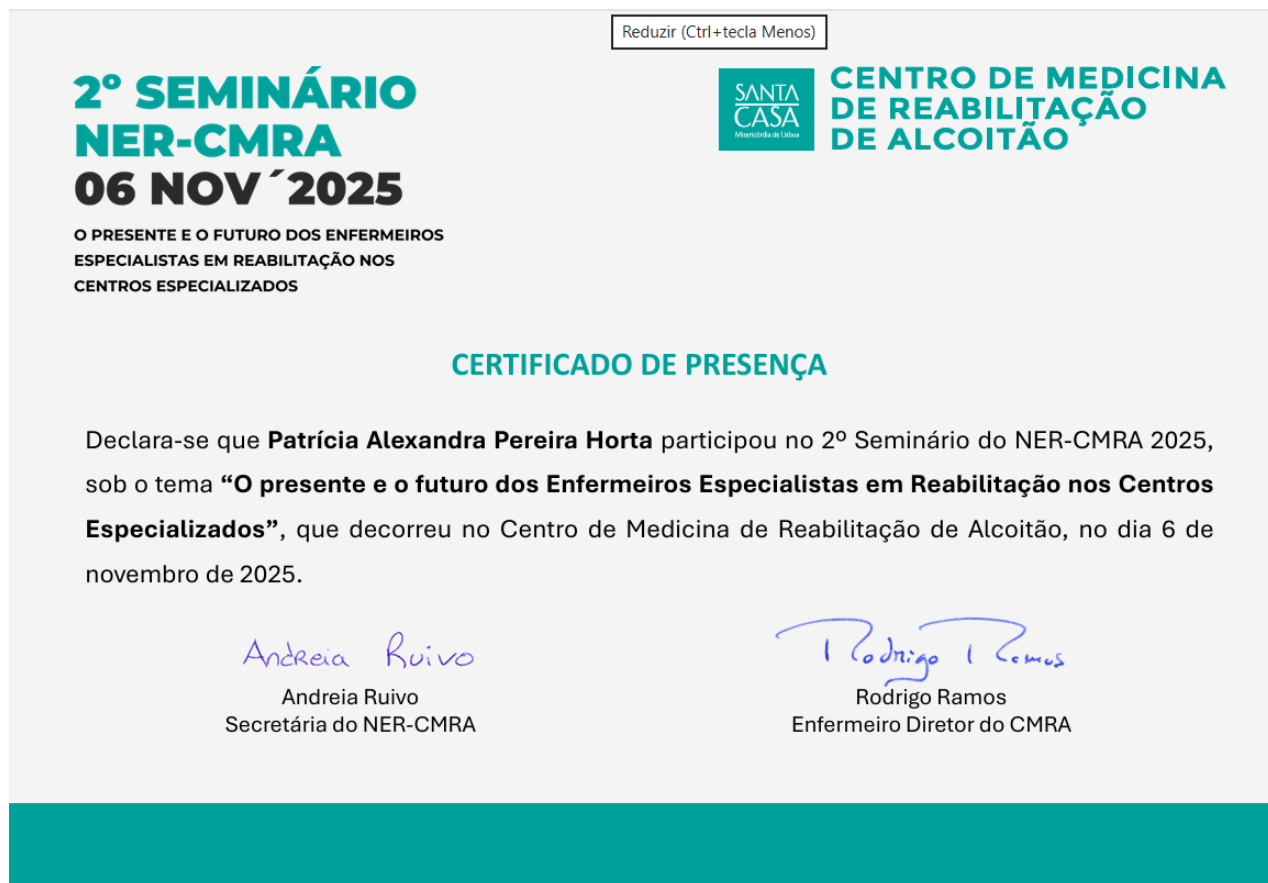 Reduzir (Ctrl+tecla Menos)
2º SEMINÁRIO
NER-CMRA
06 NOV´2025
O PRESENTE E O FUTURO DOS ENFERMEIROS
ESPECIALISTAS EM REABILITAÇÃO NOS
CENTROS ESPECIALIZADOS
SANTA
CASA
Misericórdia de Lisboa
CENTRO DE MEDICINA
DE REABILITAÇÃO
DE ALCOITÃO
CERTIFICADO DE PRESENÇA
Declara-se que Patrícia Alexandra Pereira Horta participou no 2º Seminário do NER-CMRA 2025,
sob o tema “O presente e o futuro dos Enfermeiros Especialistas em Reabilitação nos Centros
Especializados”, que decorreu no Centro de Medicina de Reabilitação de Alcoitão, no dia 6 de
novembro de 2025.
Andreia Ruivo
Andreia Ruivo
Secretária do NER-CMRA
Rodrigo Ramos
Rodrigo Ramos
Enfermeiro Diretor do CMRA